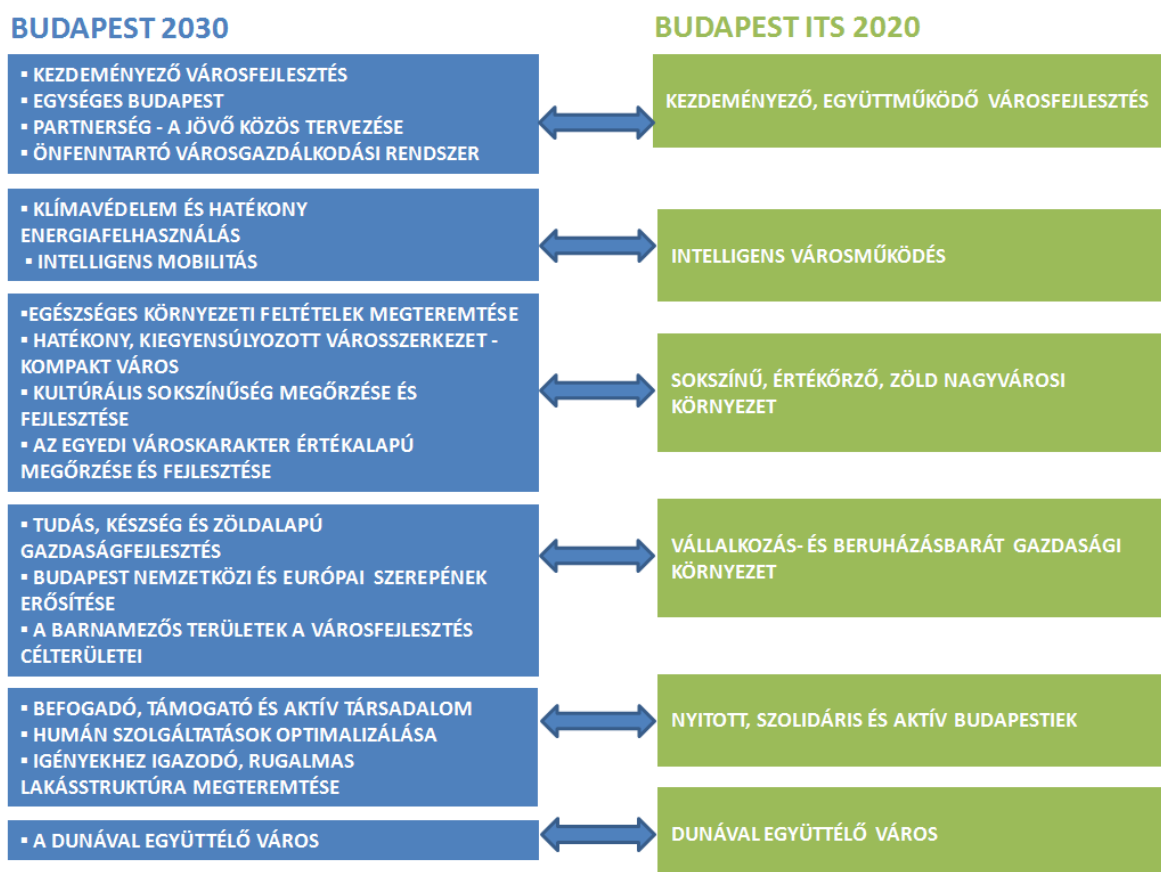 BUDAPEST 2030
▪ KEZDEMÉNYEZŐ VÁROSFEJLESZTÉS
▪ EGYSÉGES BUDAPEST
▪ PARTNERSÉG - A JÖVŐ KÖZÖS TERVEZÉSE
▪ ÖNFENNTARTÓ VÁROSGAZDÁLKODÁSI RENDSZER
▪ KLÍMAVÉDELEM ÉS HATÉKONY
ENERGIAFELHASZNÁLÁS
▪ INTELLIGENS MOBILITÁS
▪EGÉSZSÉGES KÖRNYEZETI FELTÉTELEK MEGTEREMTÉSE
▪ HATÉKONY, KIEGYENSÚLYOZOTT VÁROSSZERKEZET -
KOMPAKT VÁROS
▪ KULTÚRÁLIS SOKSZÍNŰSÉG MEGŐRZÉSE ÉS
FEJLESZTÉSE
▪ AZ EGYEDI VÁROSKARAKTER ÉRTÉKALAPÚ
MEGŐRZÉSE ÉS FEJLESZTÉSE
▪ TUDÁS, KÉSZSÉG ÉS ZÖLDALAPÚ
GAZDASÁGFEJLESZTÉS
▪ BUDAPEST NEMZETKÖZI ÉS EURÓPAI SZEREPÉNEK
ERŐSÍTÉSE
▪ A BARNAMEZŐS TERÜLETEK A VÁROSFEJLESZTÉS
CÉLTERÜLETEI
▪ BEFOGADÓ, TÁMOGATÓ ÉS AKTÍV TÁRSADALOM
▪ HUMÁN SZOLGÁLTATÁSOK OPTIMALIZÁLÁSA
▪ IGÉNYEKHEZ IGAZODÓ, RUGALMAS
LAKÁSSTRUKTÚRA MEGTEREMTÉSE
▪ A DUNÁVAL EGYÜTTÉLŐ VÁROS
BUDAPEST ITS 2020
KEZDEMÉNYEZŐ, EGYÜTTMŰKÖDŐ VÁROSFEJLESZTÉS
INTELLIGENS VÁROSMŰKÖDÉS
SOKSZÍNŰ, ÉRTÉKŐRZŐ, ZÖLD NAGYVÁROSI
KÖRNYEZET
VÁLLALKOZÁS- ÉS BERUHÁZÁSBARÁT GAZDASÁGI
KÖRNYEZET
NYITOTT, SZOLIDÁRIS ÉS AKTÍV BUDAPESTIEK
DUNÁVAL EGYÜTTÉLŐ VÁROS